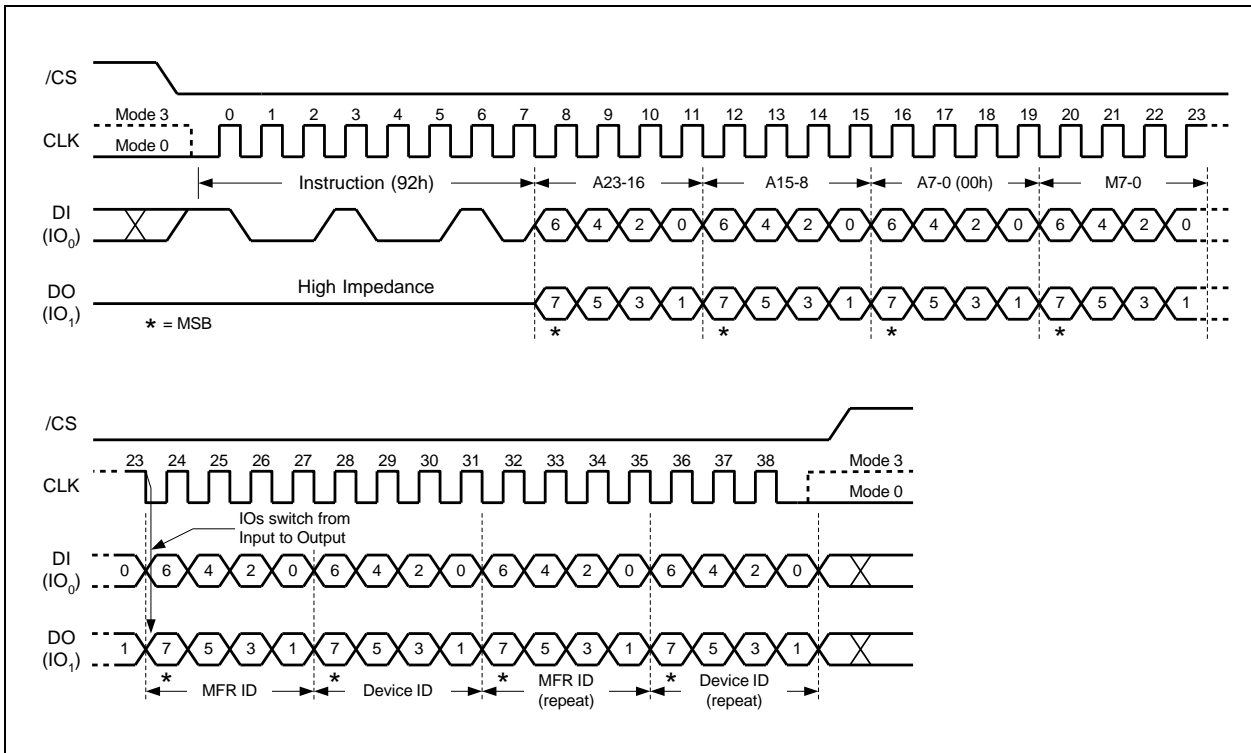 /CS
Mode 3 0 1 2 3 4 5 6 7 8 9 10 11 12 13 14 15 16 17 18 19 20 21 22 23
CLK
Mode 0
Instruction (92h) A23-16 A15-8 A7-0 (00h) M7-0
DI
(IO0)
6 4 2 0 6 4 2 0 6 4 2 0 6 4 2 0
High Impedance
DO
(IO1)
7 5 3 1 7 5 3 1 7 5 3 1 7 5 3 1
* = MSB * * * *
/CS
23 24 25 26 27 28 29 30 31 32 33 34 35 36 37 38 Mode 3
CLK
Mode 0
IOs switch from
Input to Output
DI
(IO0)
0 6 4 2 0 6 4 2 0 6 4 2 0 6 4 2 0
DO
(IO1)
1 7 5 3 1 7 5 3 1 7 5 3 1 7 5 3 1
* * * *
MFR ID Device ID MFR ID
(repeat)
Device ID
(repeat)